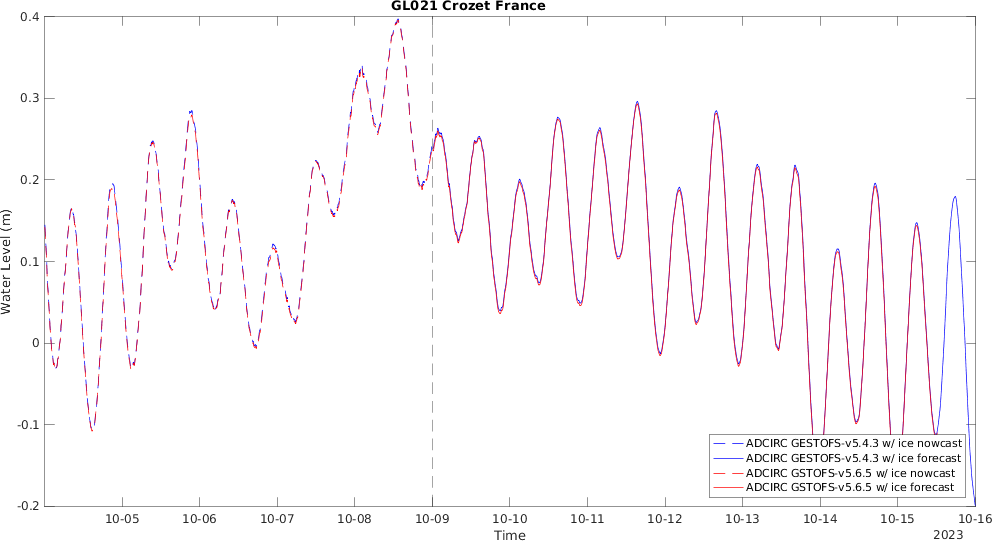 GL021 Crozet France
0.4
0.3
0.2
0.1
0
-0.1
-0.2
Water Level (m)
ADCIRC GESTOFS-v5.4.3 w/ ice nowcast
ADCIRC GESTOFS-v5.4.3 w/ ice forecast
ADCIRC GSTOFS-v5.6.5 w/ ice nowcast
ADCIRC GSTOFS-v5.6.5 w/ ice forecast
10-05 10-06 10-07 10-08 10-09 10-10 10-11 10-12 10-13 10-14 10-15 10-16
Time
2023